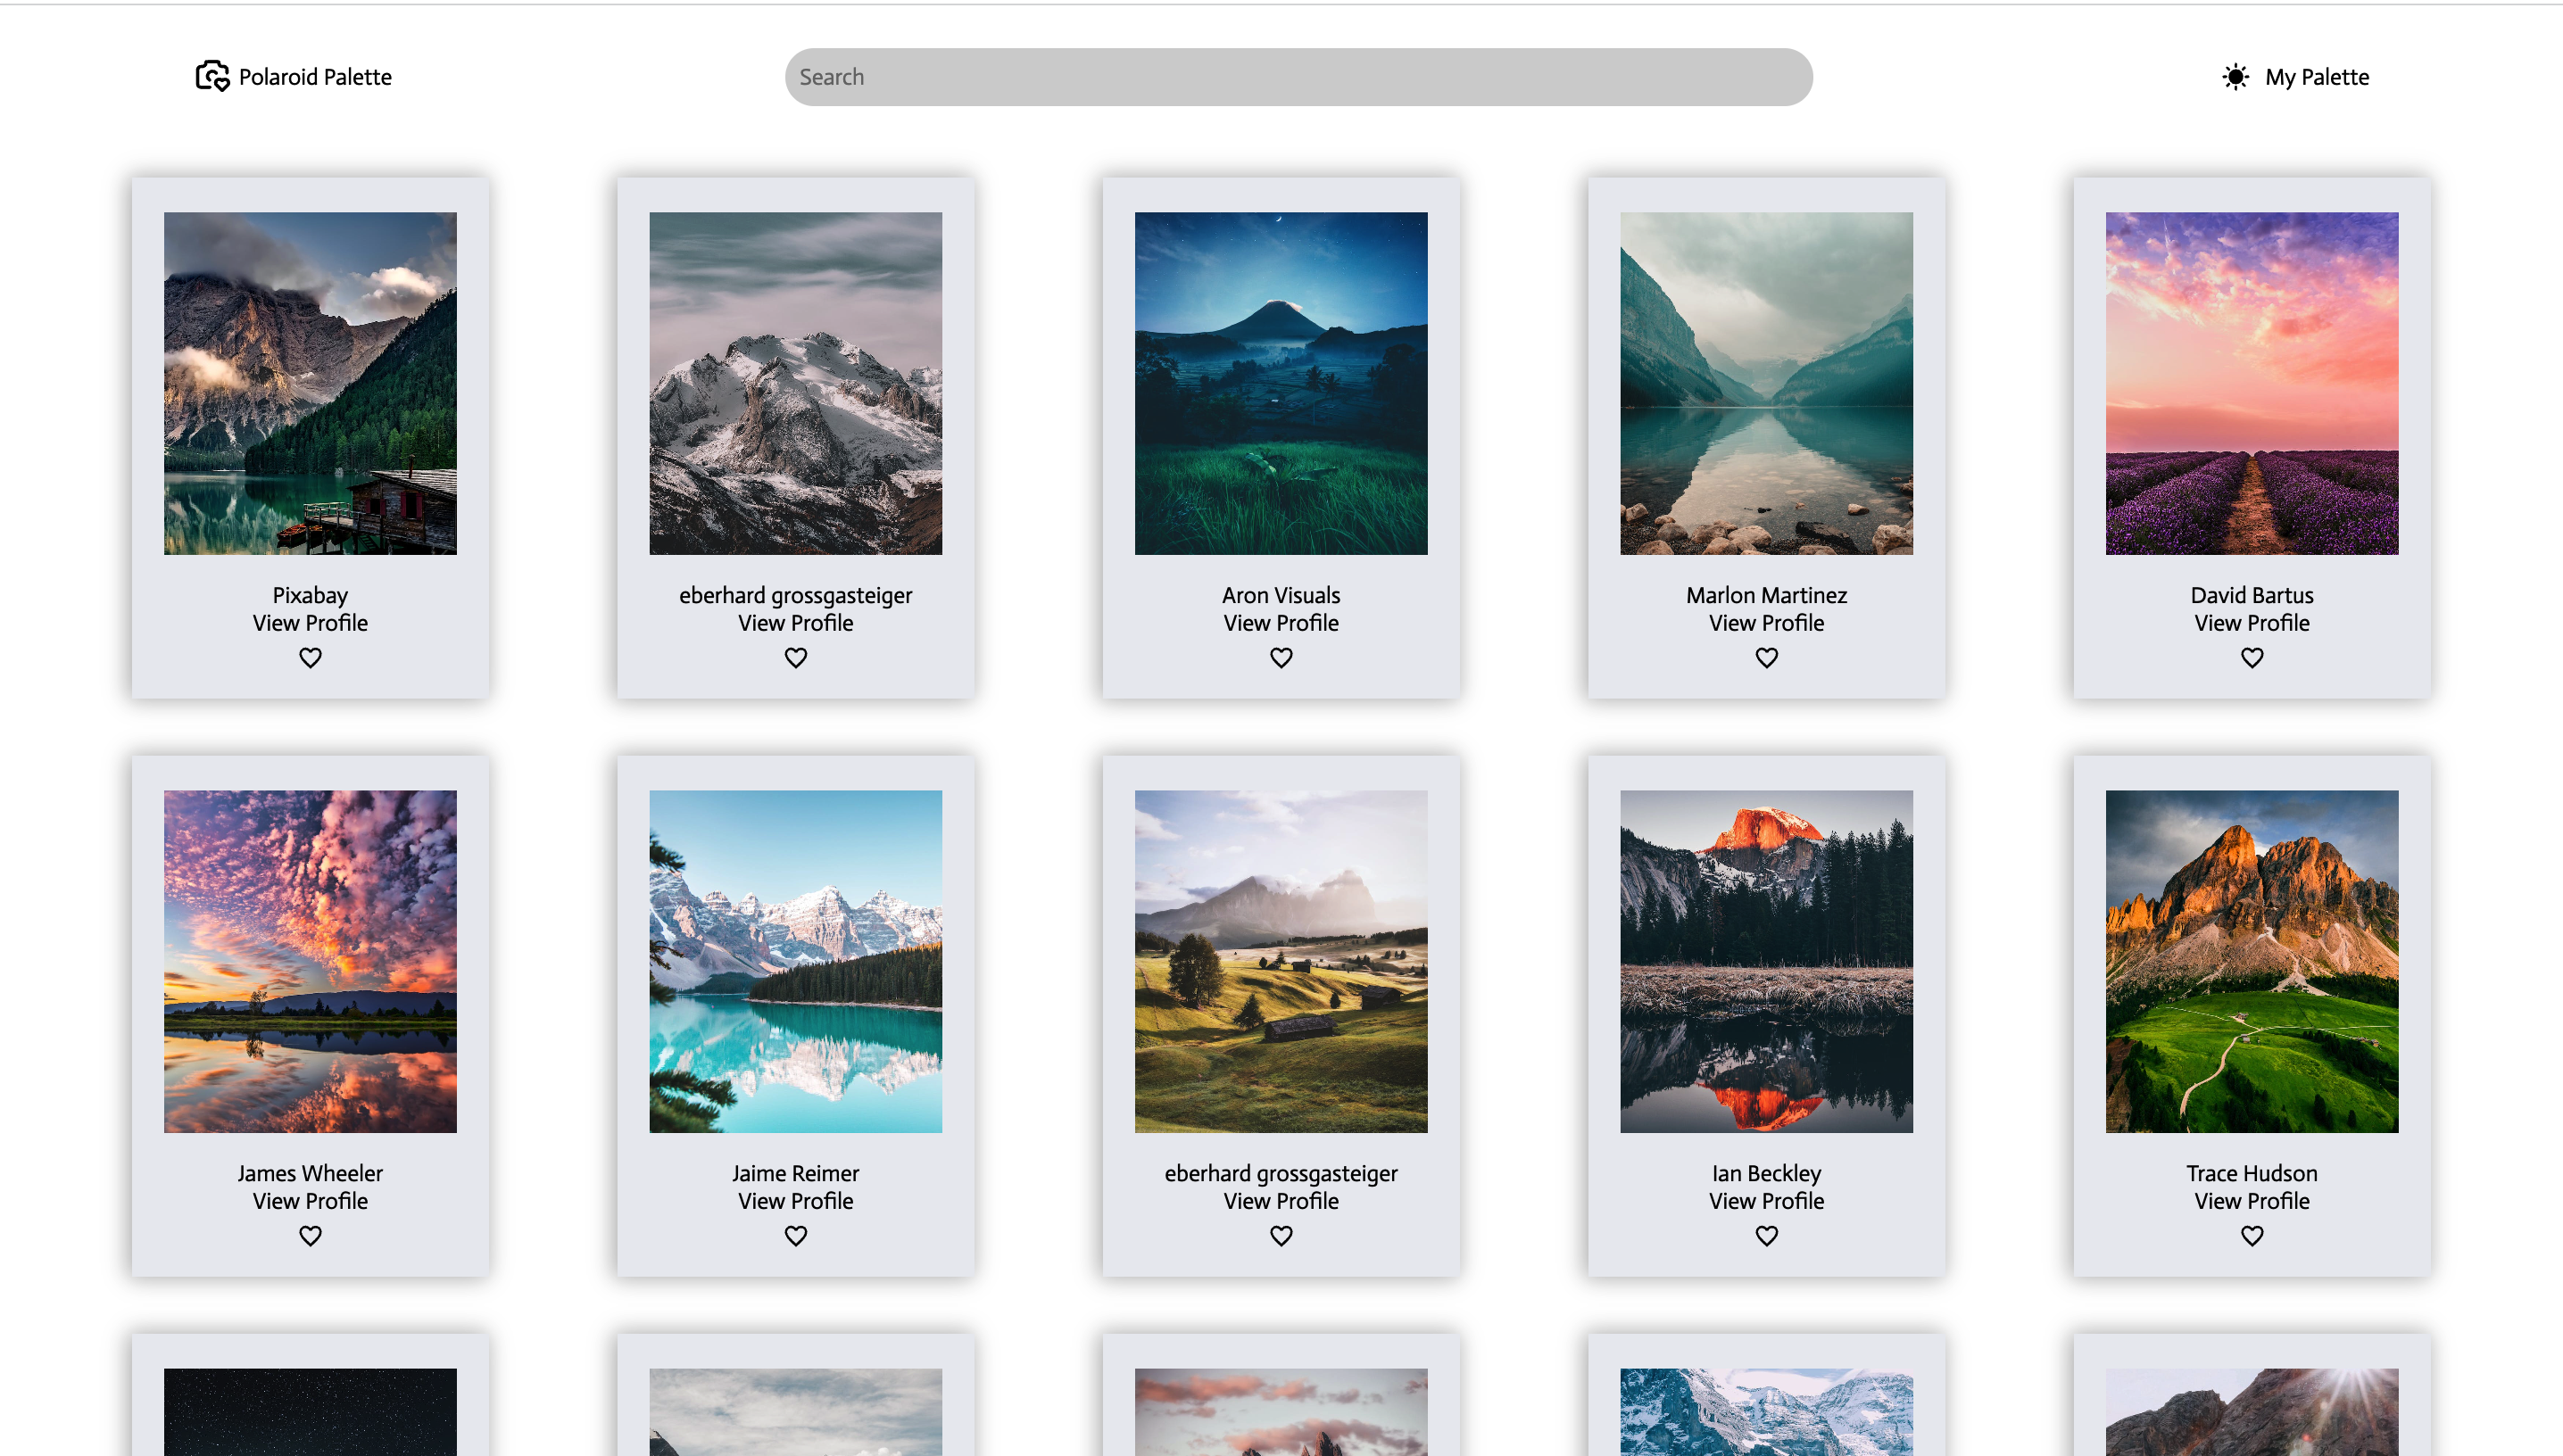 Polaroid Palette
Search
My Palette
Pixabay
View Profile
eberhard grossgasteiger
View Profile
Aron Visuals
View Profile
Marlon Martinez
View Profile
David Bartus
View Profile
James Wheeler
View Profile
Jaime Reimer
View Profile
eberhard grossgasteiger
View Profile
Ian Beckley
View Profile
Trace Hudson
View Profile